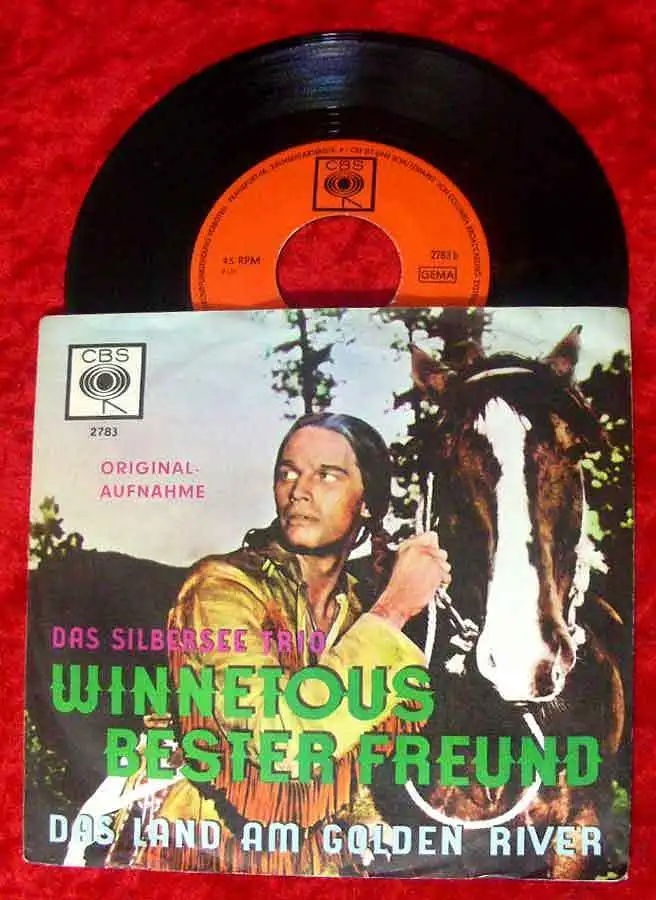 CBS
45 RPM
2783 b
GEMA
CBS
2783
ORIGINAL-
AUFNAHME
DAS SILBERSEE TRIO
WINNETOUS
BESTER FREUND
DAS LAND AM GOLDEN RIVER